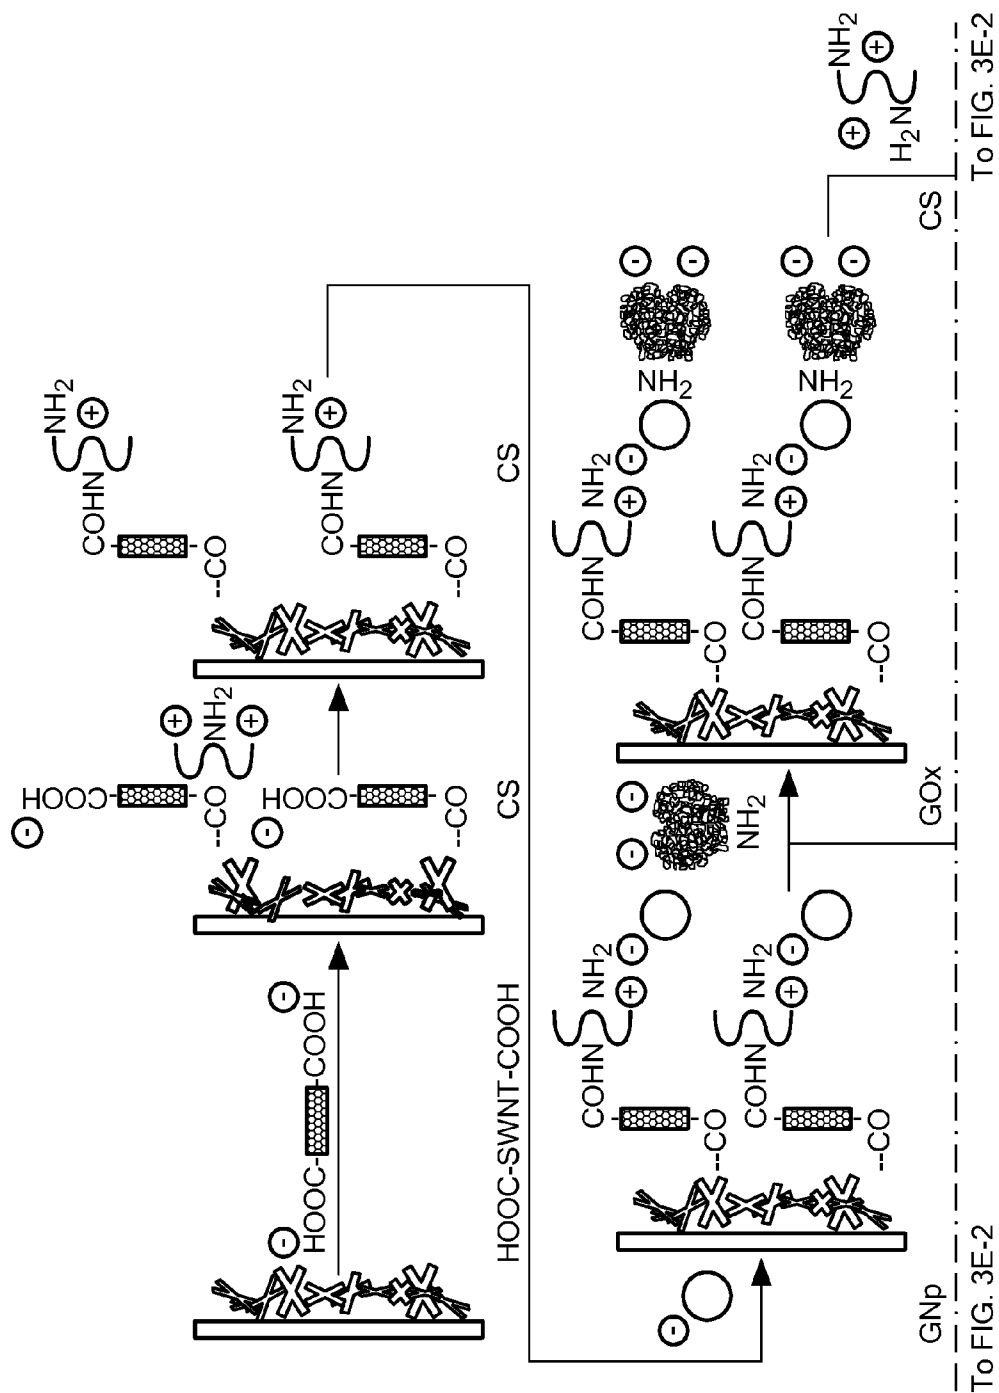 -
-
HOOC- -COOH
-
COOH
CO
+
NH2
+
-
COOH
CO
COHN
NH2
+
CO
COHN
NH2
+
CO
HOOC-SWNT-COOH
CS
CS
-
GNp
COHN
NH2
+
-
CO
COHN
NH2
+
-
CO
-
-
NH2
GOx
COHN
NH2
+
-
NH2
-
-
CO
COHN
NH2
+
-
NH2
-
-
CO
CS
+
NH2
+
H2N
To FIG. 3E-2
To FIG. 3E-2